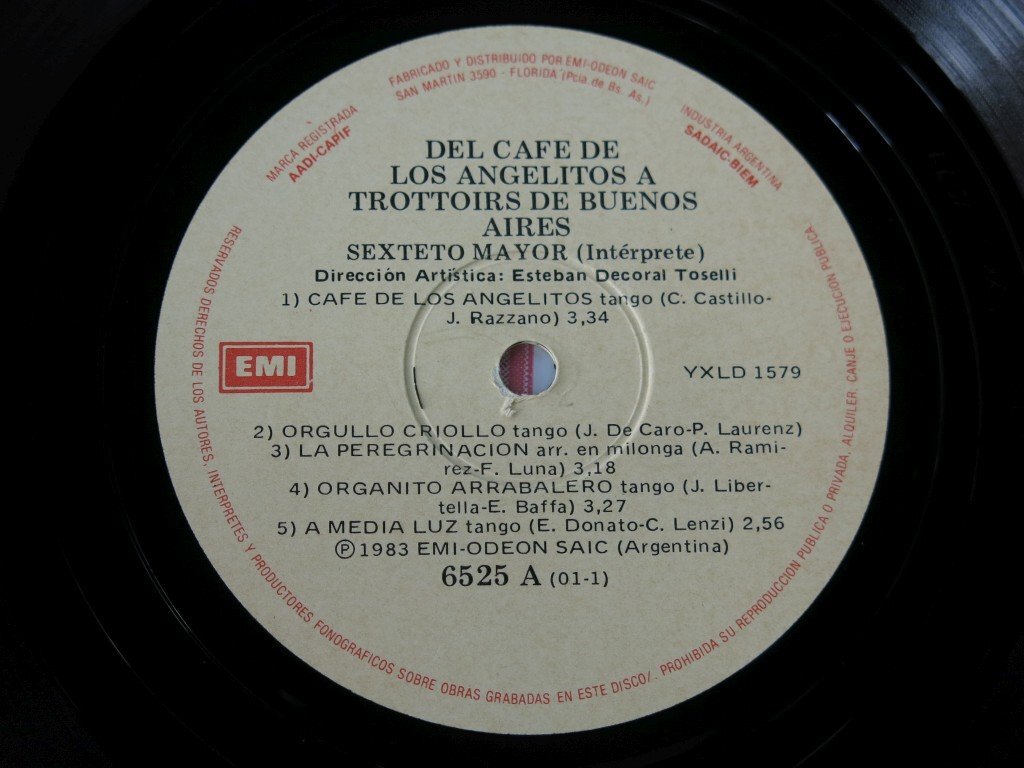 FABRICADO Y DISTRIBUIDO POR EMI-ODEON SAIC
SAN MARTIN 3590 - FLORIDA (Pcia. de Bs. As.)
MARCA REGISTRADA
AADI-CAPIF
INDUSTRIA ARGENTINA
SADAIC-BIEM
DEL CAFE DE
LOS ANGELITOS A
TROTTOIRS DE BUENOS
AIRES
SEXTETO MAYOR (Intérprete)
Dirección Artística: Esteban Decoral Toselli
1) CAFE DE LOS ANGELITOS tango (C. Castillo-
J. Razzano) 3,34
EMI
YXLD 1579
2) ORGULLO CRIOLLO tango (J. De Caro-P. Laurenz)
3) LA PEREGRINACION arr. en milonga (A. Rami-
rez-F. Luna) 3,18
4) ORGANITO ARRABALERO tango (J. Liber-
tella-E. Baffa) 3,27
5) A MEDIA LUZ tango (E. Donato-C. Lenzi) 2,56
℗ 1983 EMI-ODEON SAIC (Argentina)
6525 A (01-1)
RESERVADOS DERECHOS DE LOS AUTORES, INTERPRETES Y PRODUCTORES FONOGRAFICOS SOBRE OBRAS GRABADAS EN ESTE DISCO/. PROHIBIDA SU REPRODUCCION PUBLICA O PRIVADA, ALQUILER, CANJE O EJECUCION PUBLICA.